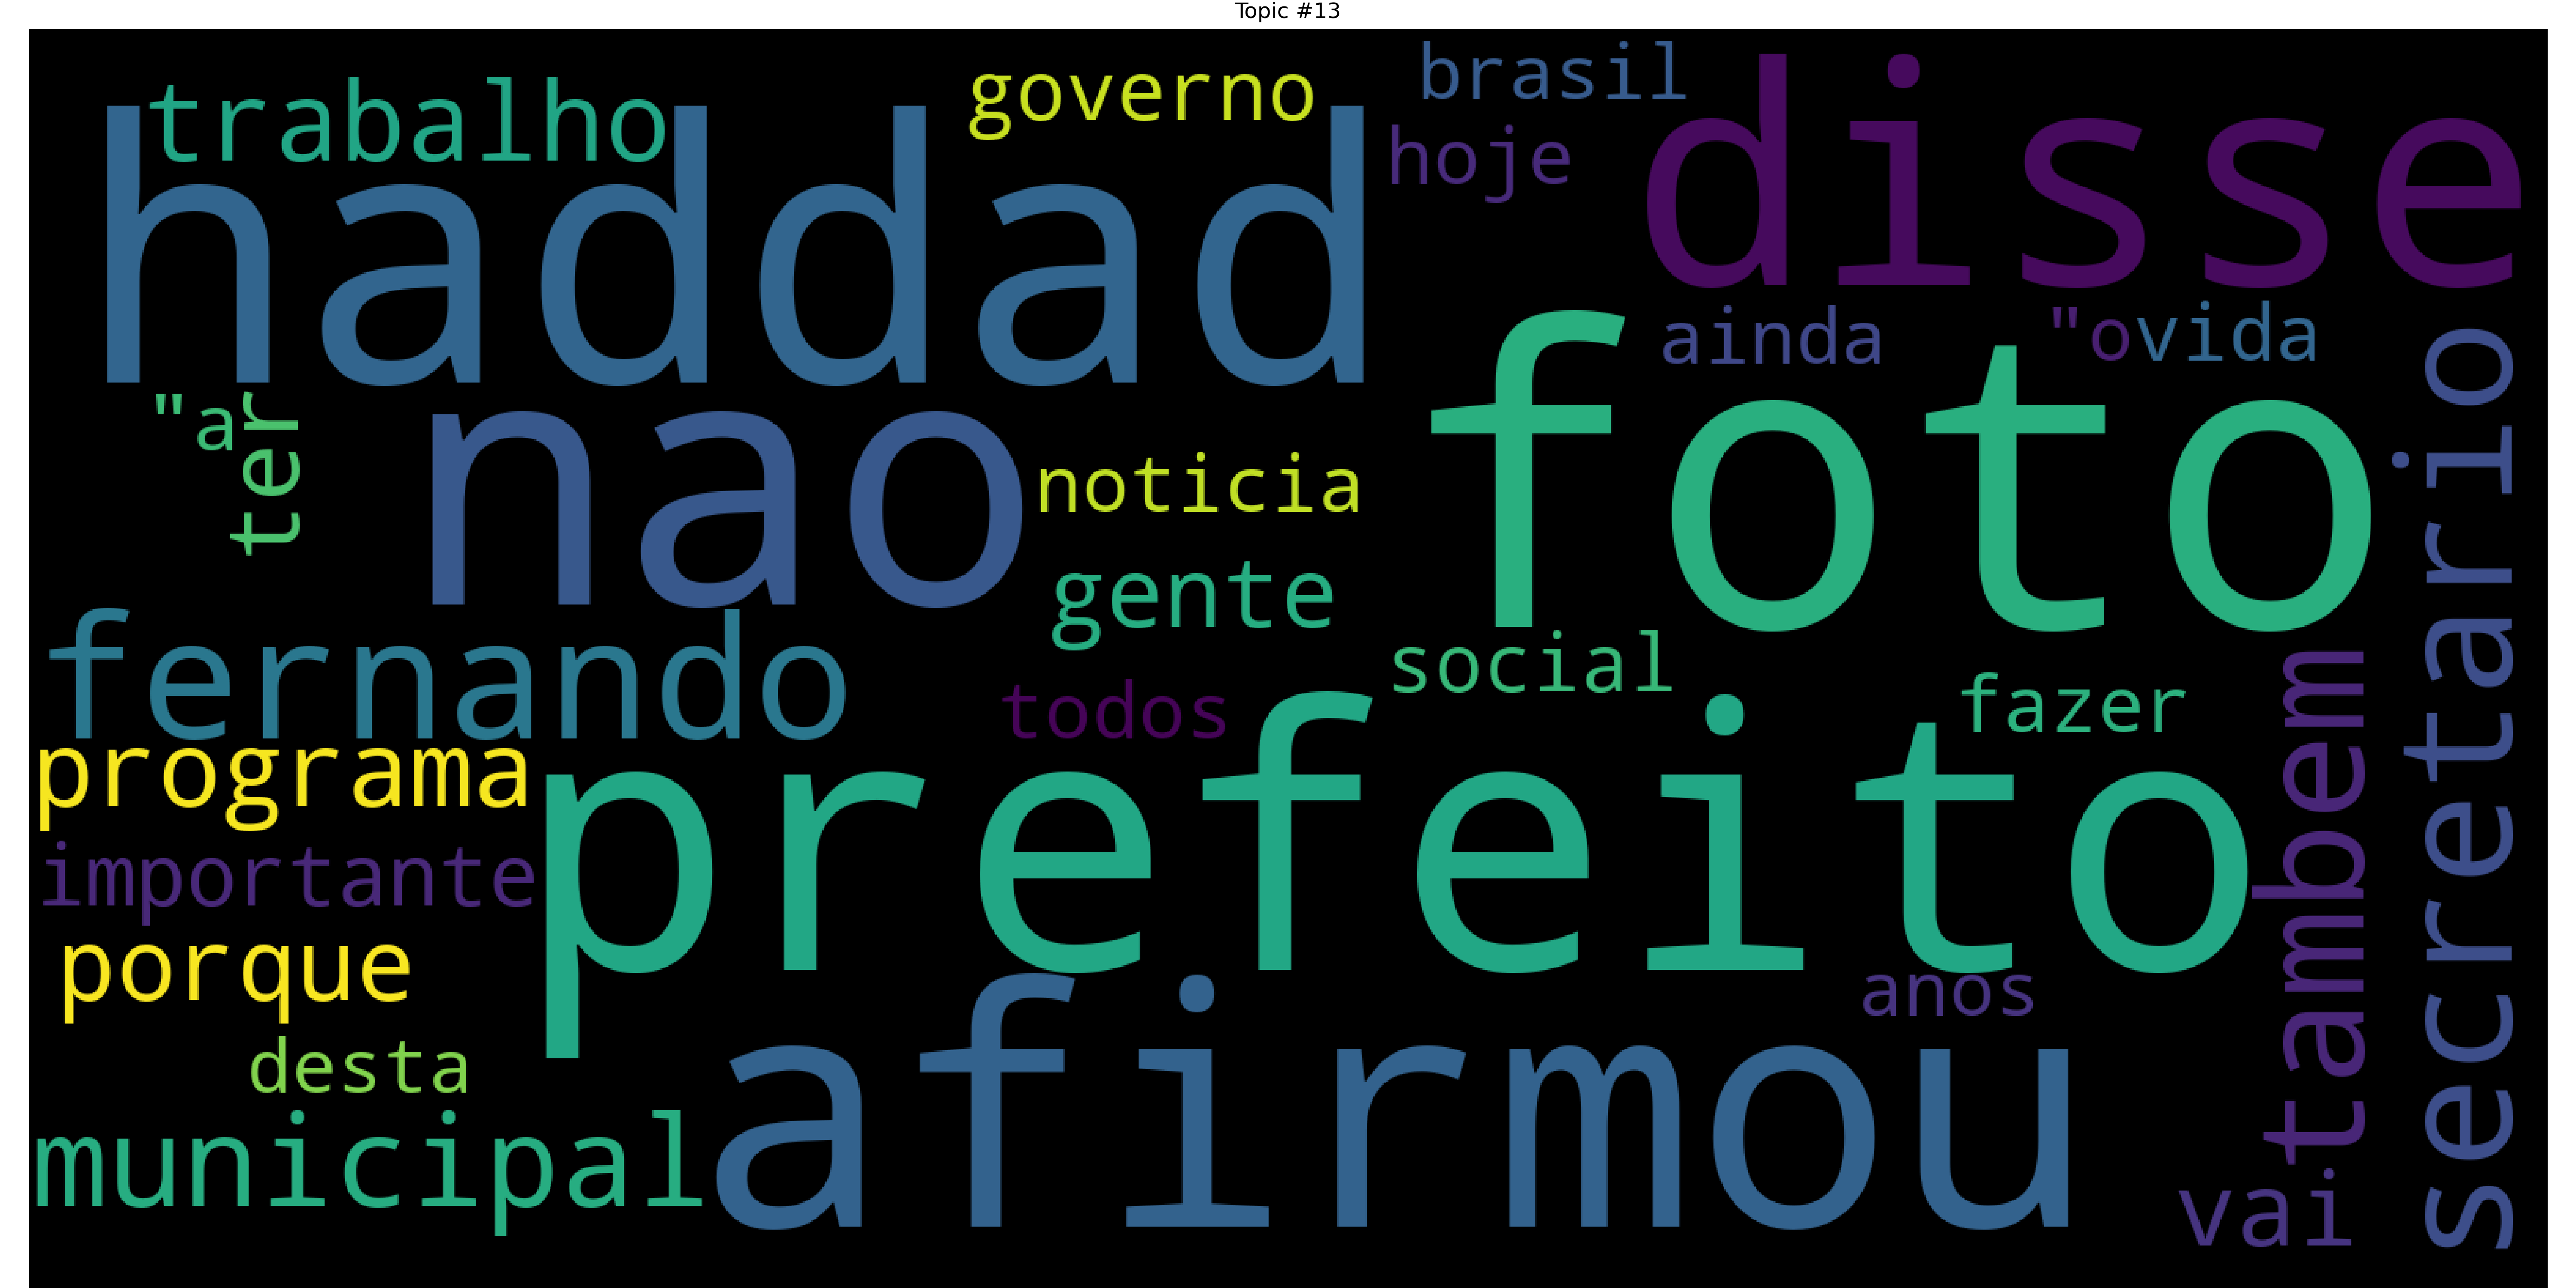 Topic #13
trabalho
governo
brasil
hoje
disse
haddad
ainda
"o
vida
"a
ter
nao
noticia
foto
secretario
gente
fernando
social
todos
fazer
tambem
programa
prefeito
importante
porque
anos
desta
afirmou
municipal
vai